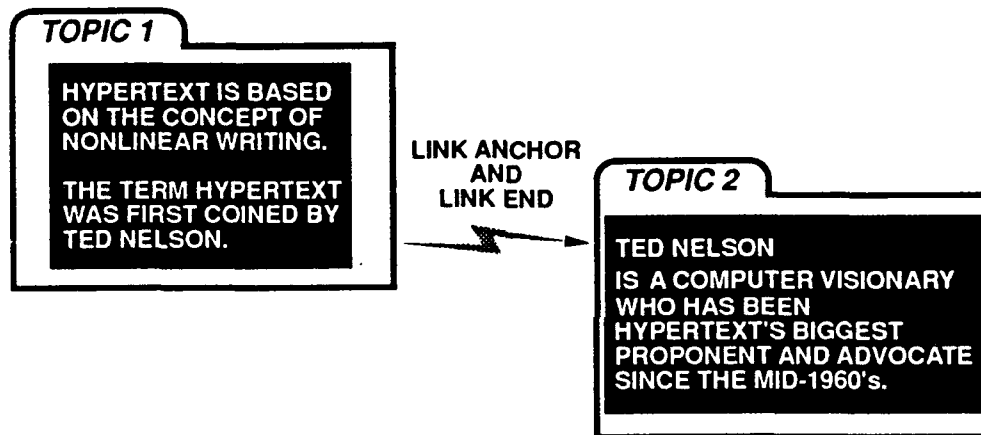 TOPIC 1
HYPERTEXT IS BASED
ON THE CONCEPT OF
NONLINEAR WRITING.
THE TERM HYPERTEXT
WAS FIRST COINED BY
TED NELSON.
LINK ANCHOR
AND
LINK END
TOPIC 2
TED NELSON
IS A COMPUTER VISIONARY
WHO HAS BEEN
HYPERTEXT'S BIGGEST
PROPONENT AND ADVOCATE
SINCE THE MID-1960's.